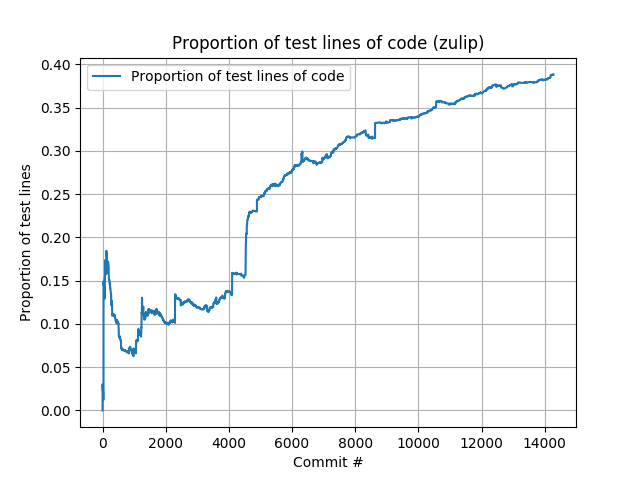 Proportion of test lines of code (zulip)
Proportion of test lines of code
0.40
0.35
0.30
0.25
0.20
0.15
0.10
0.05
0.00
Proportion of test lines
0 2000 4000 6000 8000 10000 12000 14000
Commit #